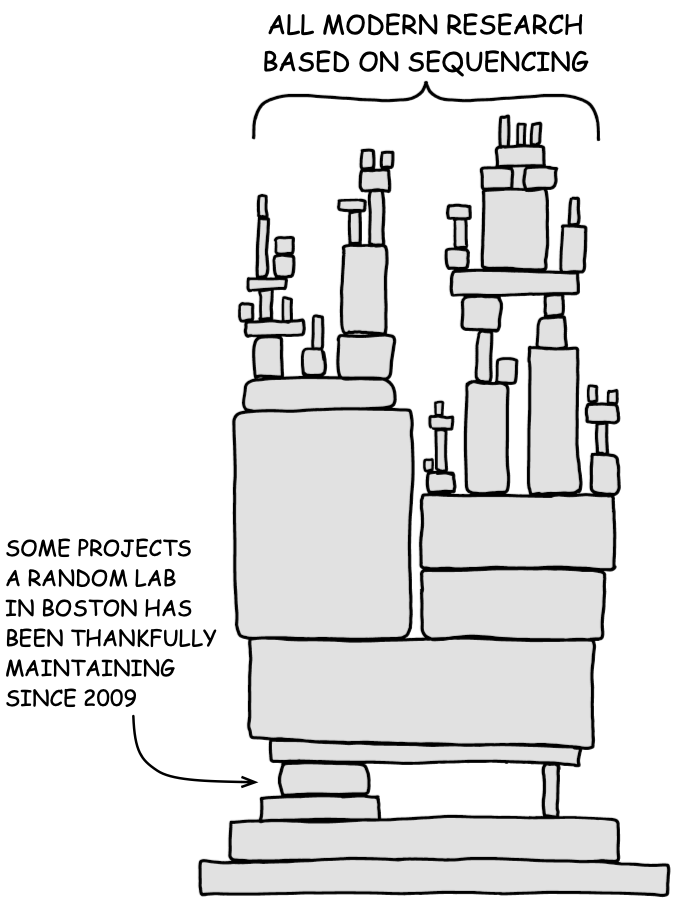 ALL MODERN RESEARCH
BASED ON SEQUENCING
SOME PROJECTS
A RANDOM LAB
IN BOSTON HAS
BEEN THANKFULLY
MAINTAINING
SINCE 2009